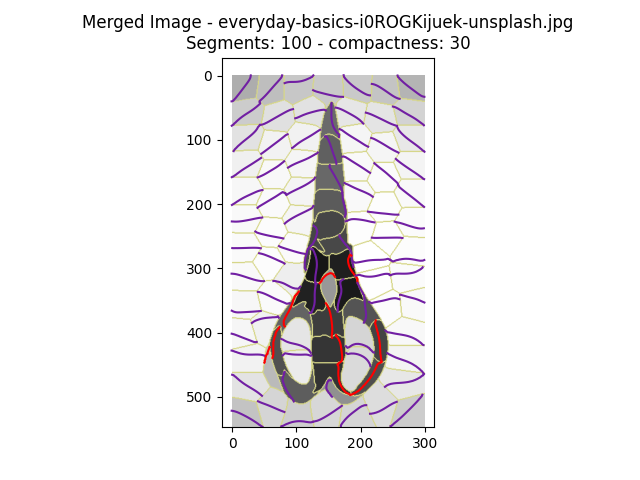 Merged Image - everyday-basics-i0ROGKijuek-unsplash.jpg
Segments: 100 - compactness: 30
0
100
200
300
400
500
0 100 200 300